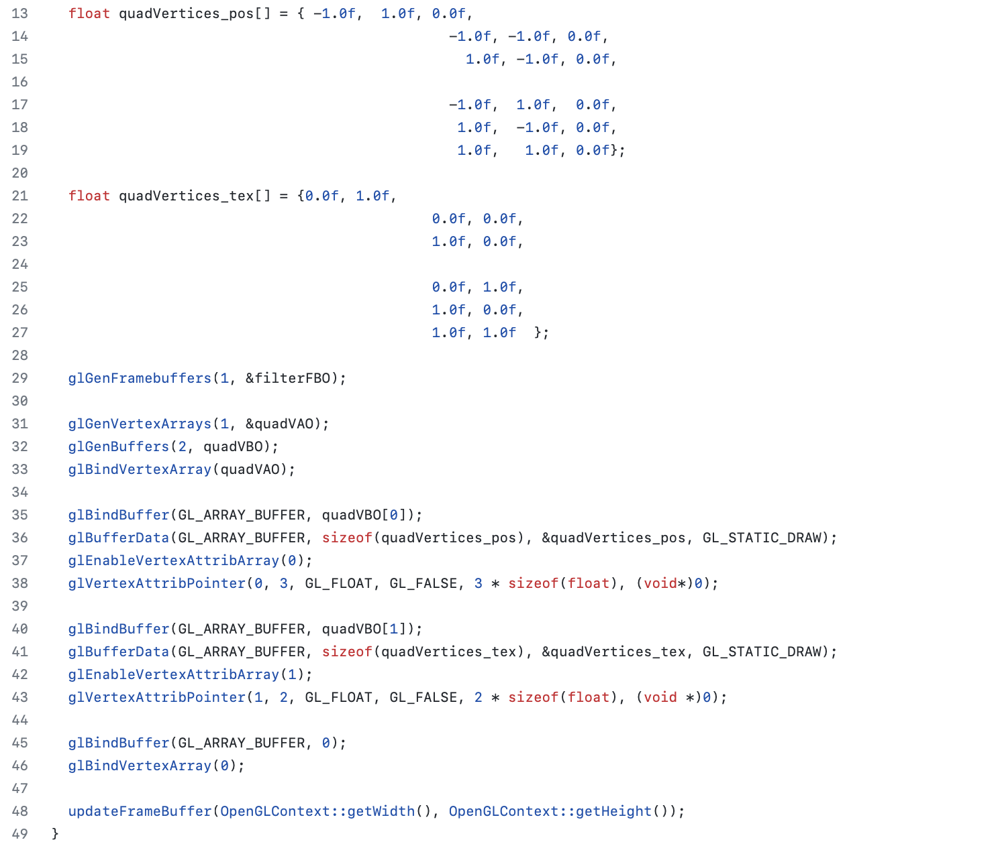 13 float quadVertices_pos[] = { -1.0f,  1.0f, 0.0f,
14 -1.0f, -1.0f, 0.0f,
15 1.0f, -1.0f, 0.0f,
16
17 -1.0f,  1.0f,  0.0f,
18 1.0f,  -1.0f, 0.0f,
19 1.0f,   1.0f, 0.0f};
20
21 float quadVertices_tex[] = {0.0f, 1.0f,
22 0.0f, 0.0f,
23 1.0f, 0.0f,
24
25 0.0f, 1.0f,
26 1.0f, 0.0f,
27 1.0f, 1.0f  };
28
29 glGenFramebuffers(1, &filterFBO);
30
31 glGenVertexArrays(1, &quadVAO);
32 glGenBuffers(2, quadVBO);
33 glBindVertexArray(quadVAO);
34
35 glBindBuffer(GL_ARRAY_BUFFER, quadVBO[0]);
36 glBufferData(GL_ARRAY_BUFFER, sizeof(quadVertices_pos), &quadVertices_pos, GL_STATIC_DRAW);
37 glEnableVertexAttribArray(0);
38 glVertexAttribPointer(0, 3, GL_FLOAT, GL_FALSE, 3 * sizeof(float), (void*)0);
39
40 glBindBuffer(GL_ARRAY_BUFFER, quadVBO[1]);
41 glBufferData(GL_ARRAY_BUFFER, sizeof(quadVertices_tex), &quadVertices_tex, GL_STATIC_DRAW);
42 glEnableVertexAttribArray(1);
43 glVertexAttribPointer(1, 2, GL_FLOAT, GL_FALSE, 2 * sizeof(float), (void *)0);
44
45 glBindBuffer(GL_ARRAY_BUFFER, 0);
46 glBindVertexArray(0);
47
48 updateFrameBuffer(OpenGLContext::getWidth(), OpenGLContext::getHeight());
49 }